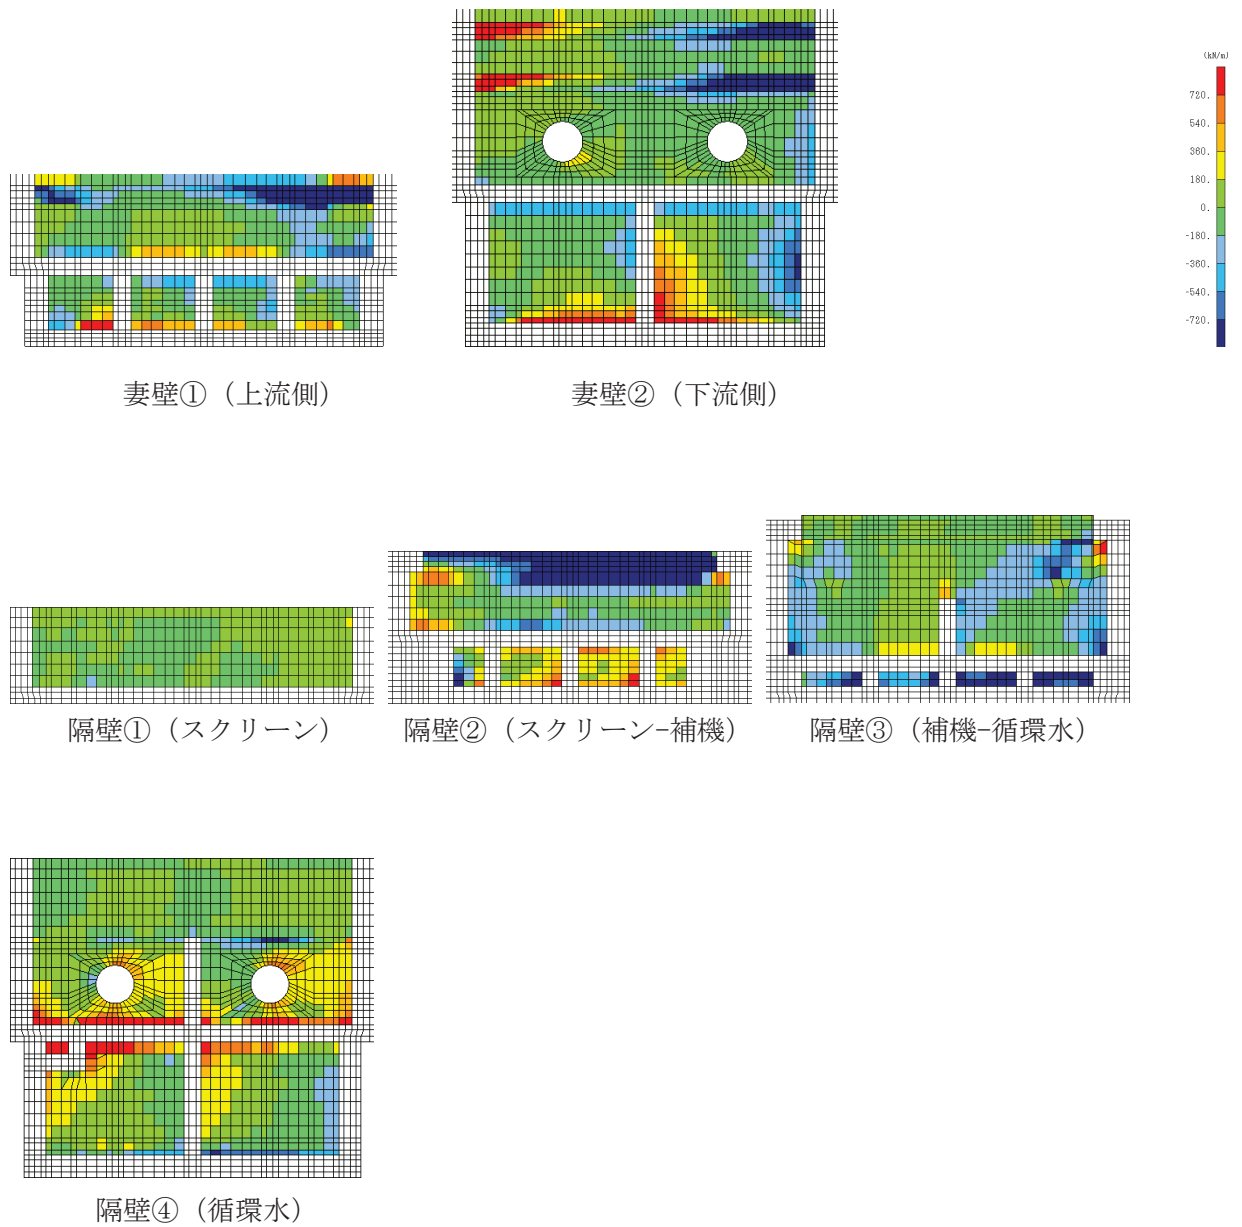 (kN/m)
720.
540.
360.
180.
0.
-180.
-360.
-540.
-720.
妻壁①（上流側）
妻壁②（下流側）
隔壁①（スクリーン）
隔壁②（スクリーン−補機）
隔壁③（補機−循環水）
隔壁④（循環水）